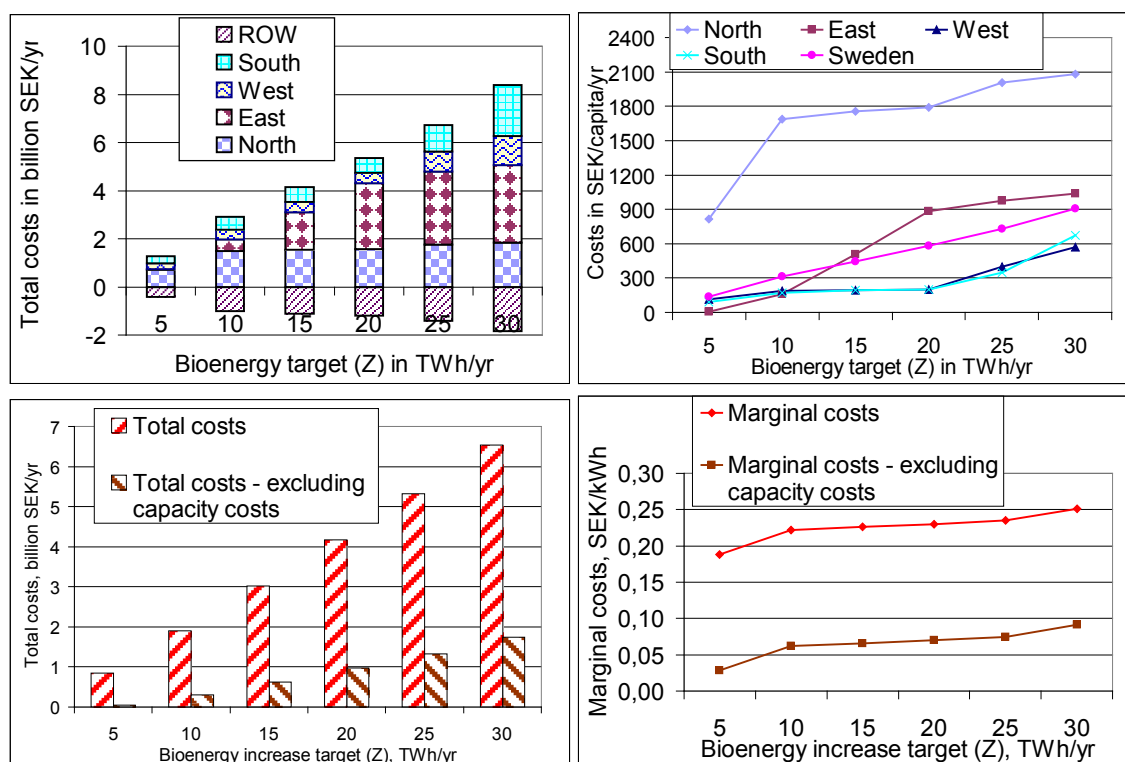 Total costs in billion SEK/yr
10
8
6
4
2
0
-2
ROW
South
West
East
North
5 10 15 20 25 30
Bioenergy target (Z) in TWh/yr
Costs in SEK/capita/yr
2400
2100
1800
1500
1200
900
600
300
0
North East West
South Sweden
5 10 15 20 25 30
Bioenergy target (Z) in TWh/yr
Total costs, billion SEK/yr
7
6
5
4
3
2
1
0
Total costs
Total costs - excluding
capacity costs
5 10 15 20 25 30
Bioenergy increase target (Z), TWh/yr
Marginal costs, SEK/kWh
Marginal costs
Marginal costs - excluding
capacity costs
0,30
0,25
0,20
0,15
0,10
0,05
0,00
5 10 15 20 25 30
Bioenergy increase target (Z), TWh/yr